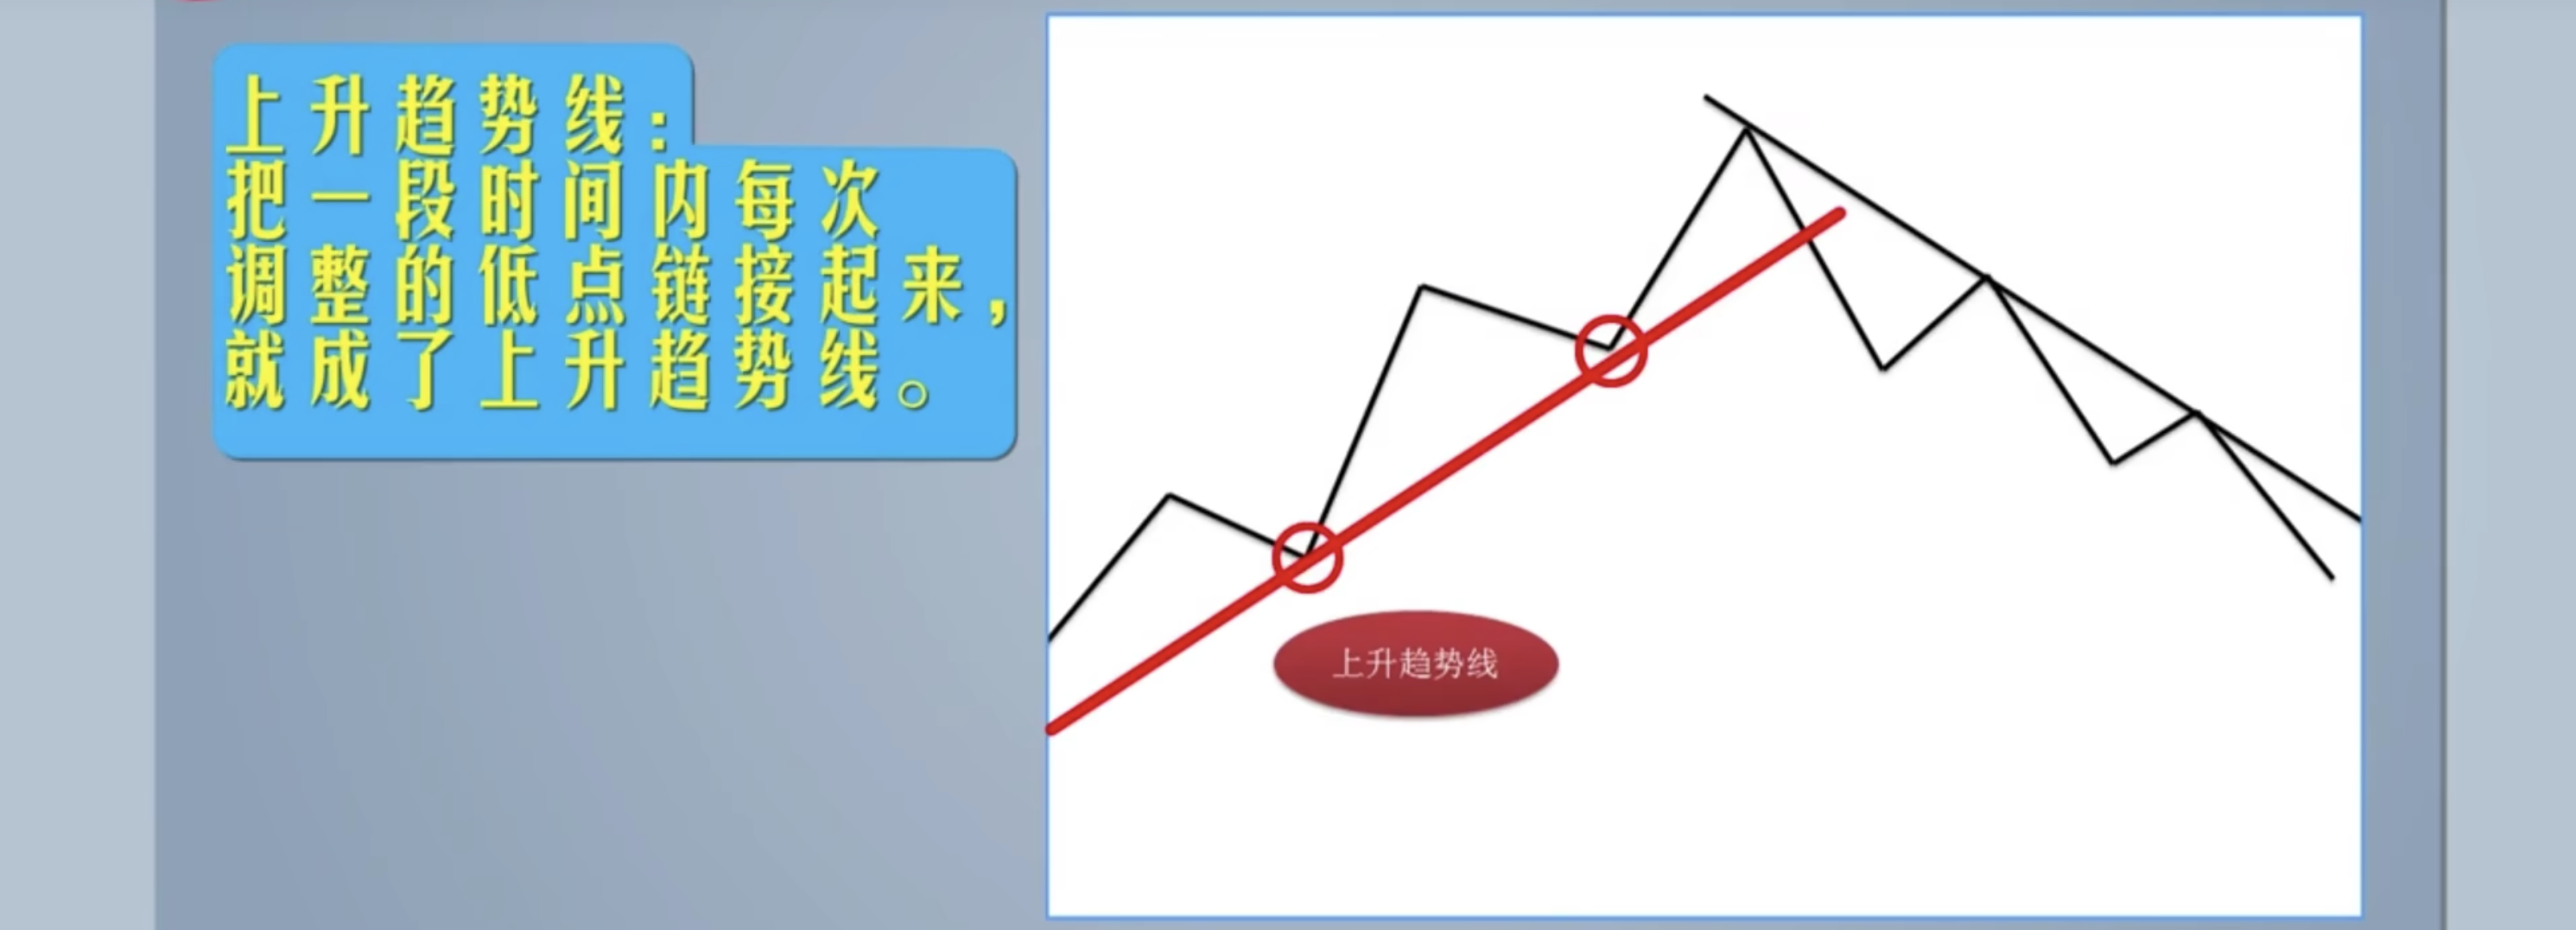 上升趋势线：
把一段时间内每次
调整的低点链接起来，
就成了上升趋势线。
上升趋势线